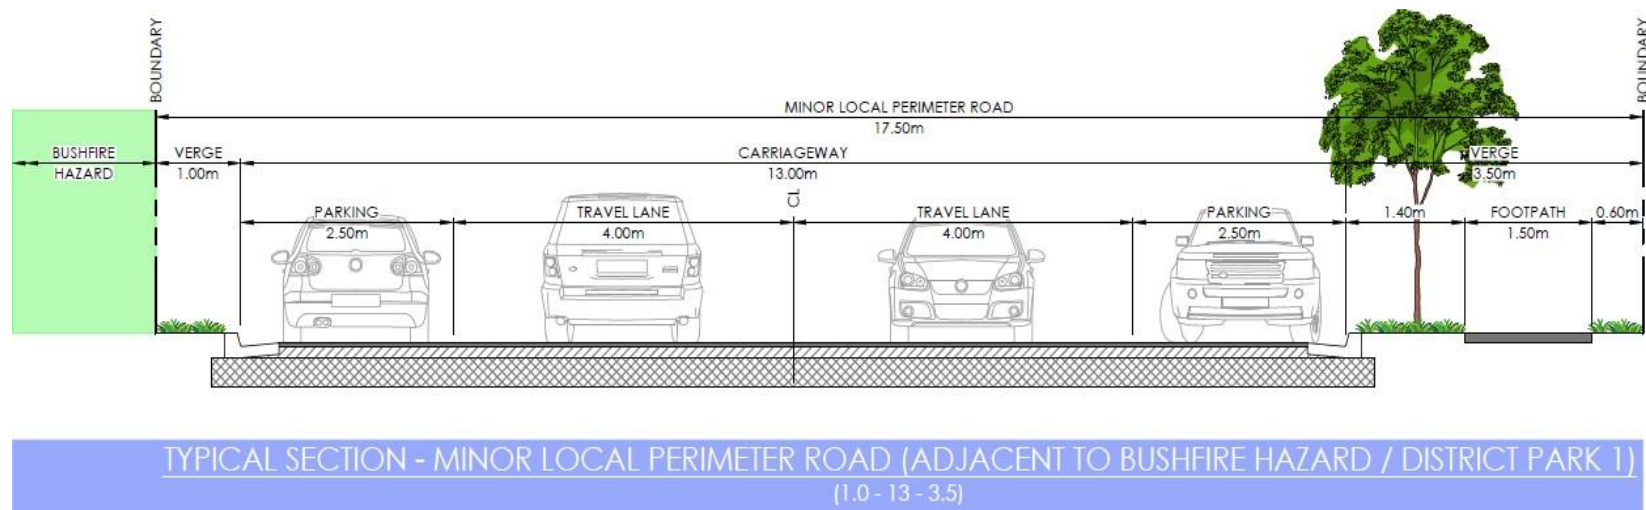 BOUNDARY
BOUNDARY
MINOR LOCAL PERIMETER ROAD
17.50m
BUSHFIRE
HAZARD
VERGE
1.00m
CARRIAGEWAY
13.00m
VERGE
3.50m
CL
PARKING
2.50m
TRAVEL LANE
4.00m
TRAVEL LANE
4.00m
PARKING
2.50m
1.40m
FOOTPATH
1.50m
0.60m
TYPICAL SECTION - MINOR LOCAL PERIMETER ROAD (ADJACENT TO BUSHFIRE HAZARD / DISTRICT PARK 1)
(1.0 - 13 - 3.5)